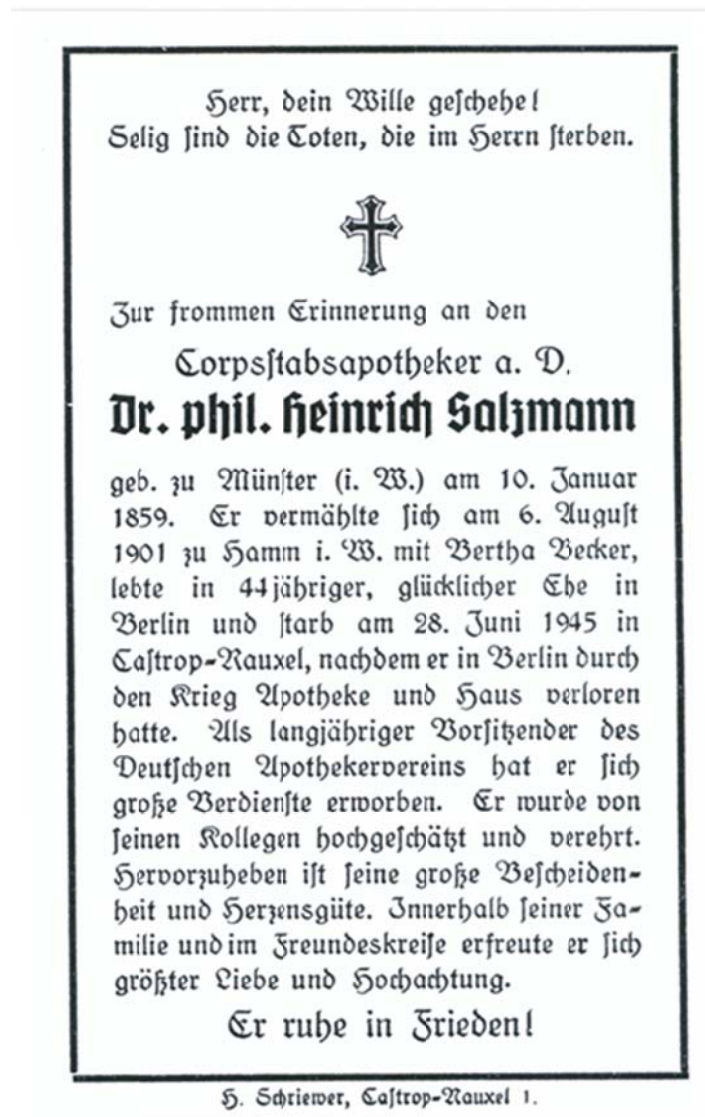 Herr, dein Wille geschehe!
Selig sind die Toten, die im Herrn sterben.
Zur frommen Erinnerung an den
Corpsstabsapotheker a. D.
Dr. phil. Heinrich Salzmann
geb. zu Münster (i. W.) am 10. Januar
1859. Er vermählte sich am 6. August
1901 zu Hamm i. W. mit Bertha Becker,
lebte in 44jähriger, glücklicher Ehe in
Berlin und starb am 28. Juni 1945 in
Castrop-Rauxel, nachdem er in Berlin durch
den Krieg Apotheke und Haus verloren
hatte. Als langjähriger Vorsitzender des
Deutschen Apothekervereins hat er sich
große Verdienste erworben. Er wurde von
seinen Kollegen hochgeschätzt und verehrt.
Hervorzuheben ist seine große Bescheiden-
heit und Herzensgüte. Innerhalb seiner Fa-
milie und im Freundeskreise erfreute er sich
größter Liebe und Hochachtung.
Er ruhe in Frieden!
H. Schriewer, Castrop-Rauxel 1.